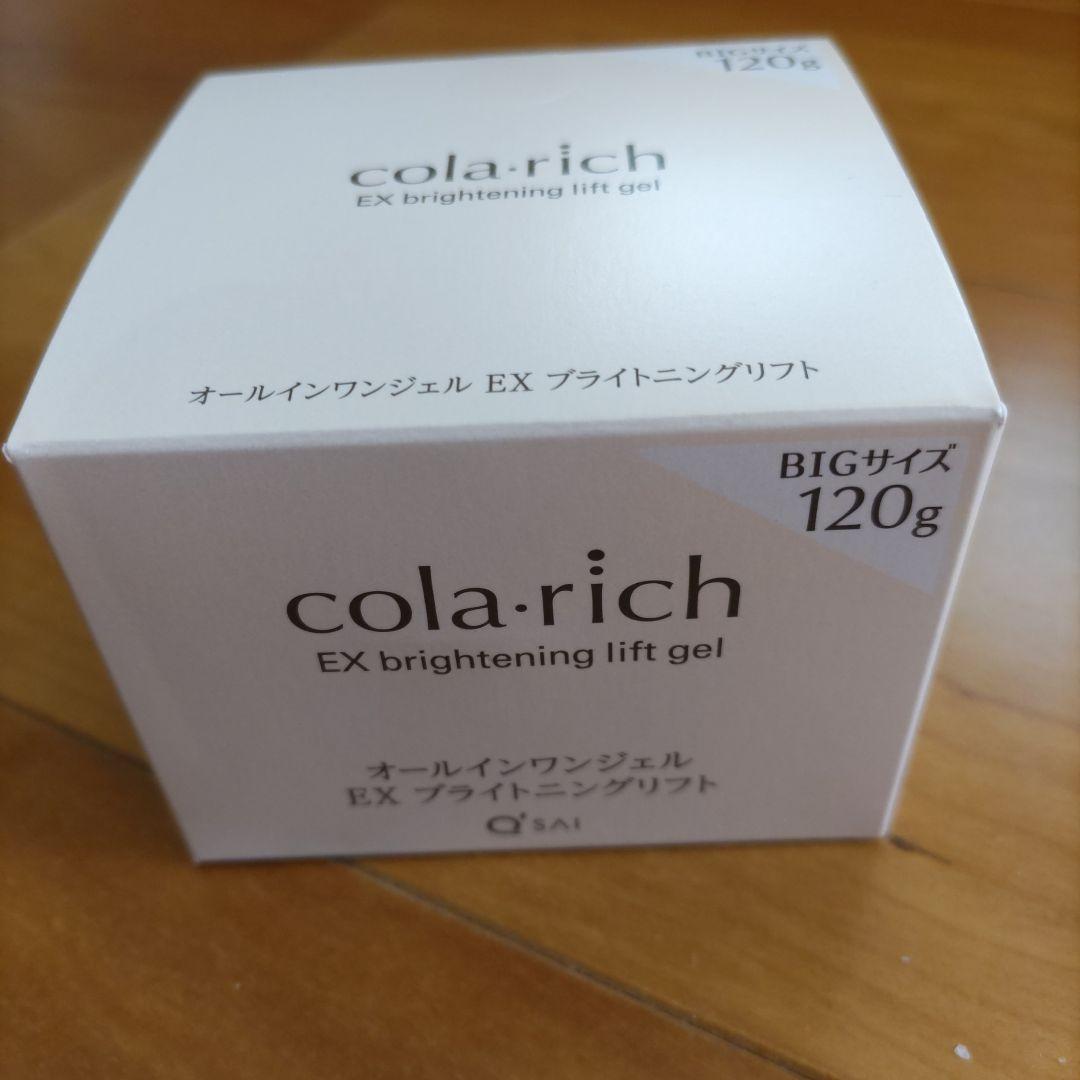 BIGサイズ
120g
cola·rich
EX brightening lift gel
オールインワンジェル EX ブライトニングリフト
BIGサイズ
120g
cola·rich
EX brightening lift gel
オールインワンジェル
EX ブライトニングリフト
Q'SAI